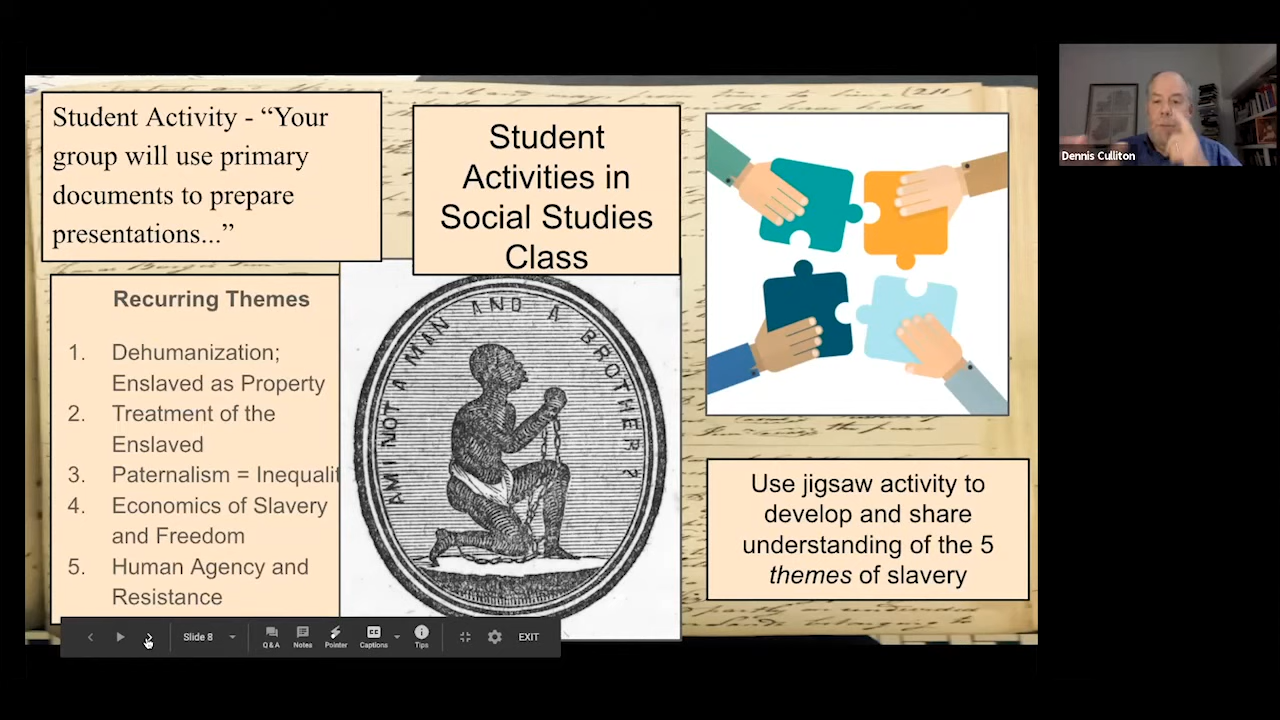 Student Activity - “Your
group will use primary
documents to prepare
presentations...”
Student
Activities in
Social Studies
Class
Recurring Themes
1. Dehumanization;
Enslaved as Property
2. Treatment of the
Enslaved
3. Paternalism = Inequalit
4. Economics of Slavery
and Freedom
5. Human Agency and
Resistance
AM I NOT A MAN AND A BROTHER?
Use jigsaw activity to
develop and share
understanding of the 5
themes of slavery
Dennis Culliton
Slide 8
Q&A
Notes
Pointer
Captions
Tips
EXIT